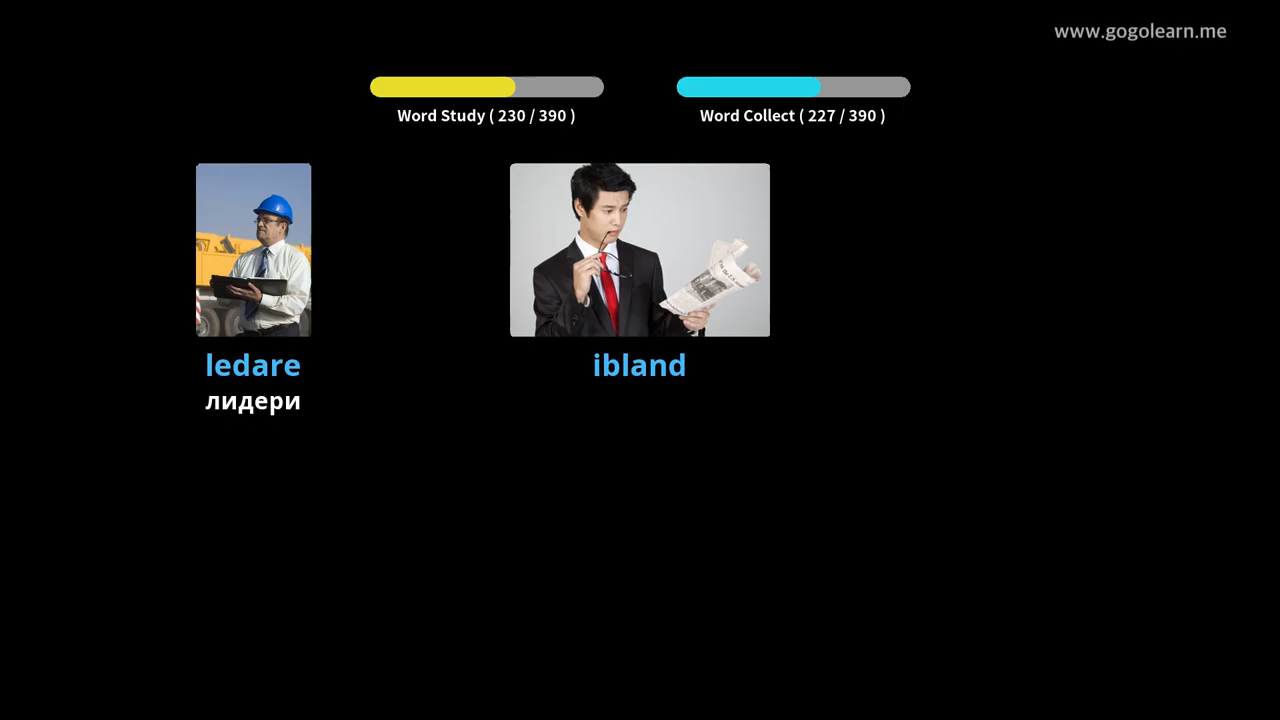 www.gogolearn.me
Word Study ( 230 / 390 )
Word Collect ( 227 / 390 )
ledare
ibland
лидери